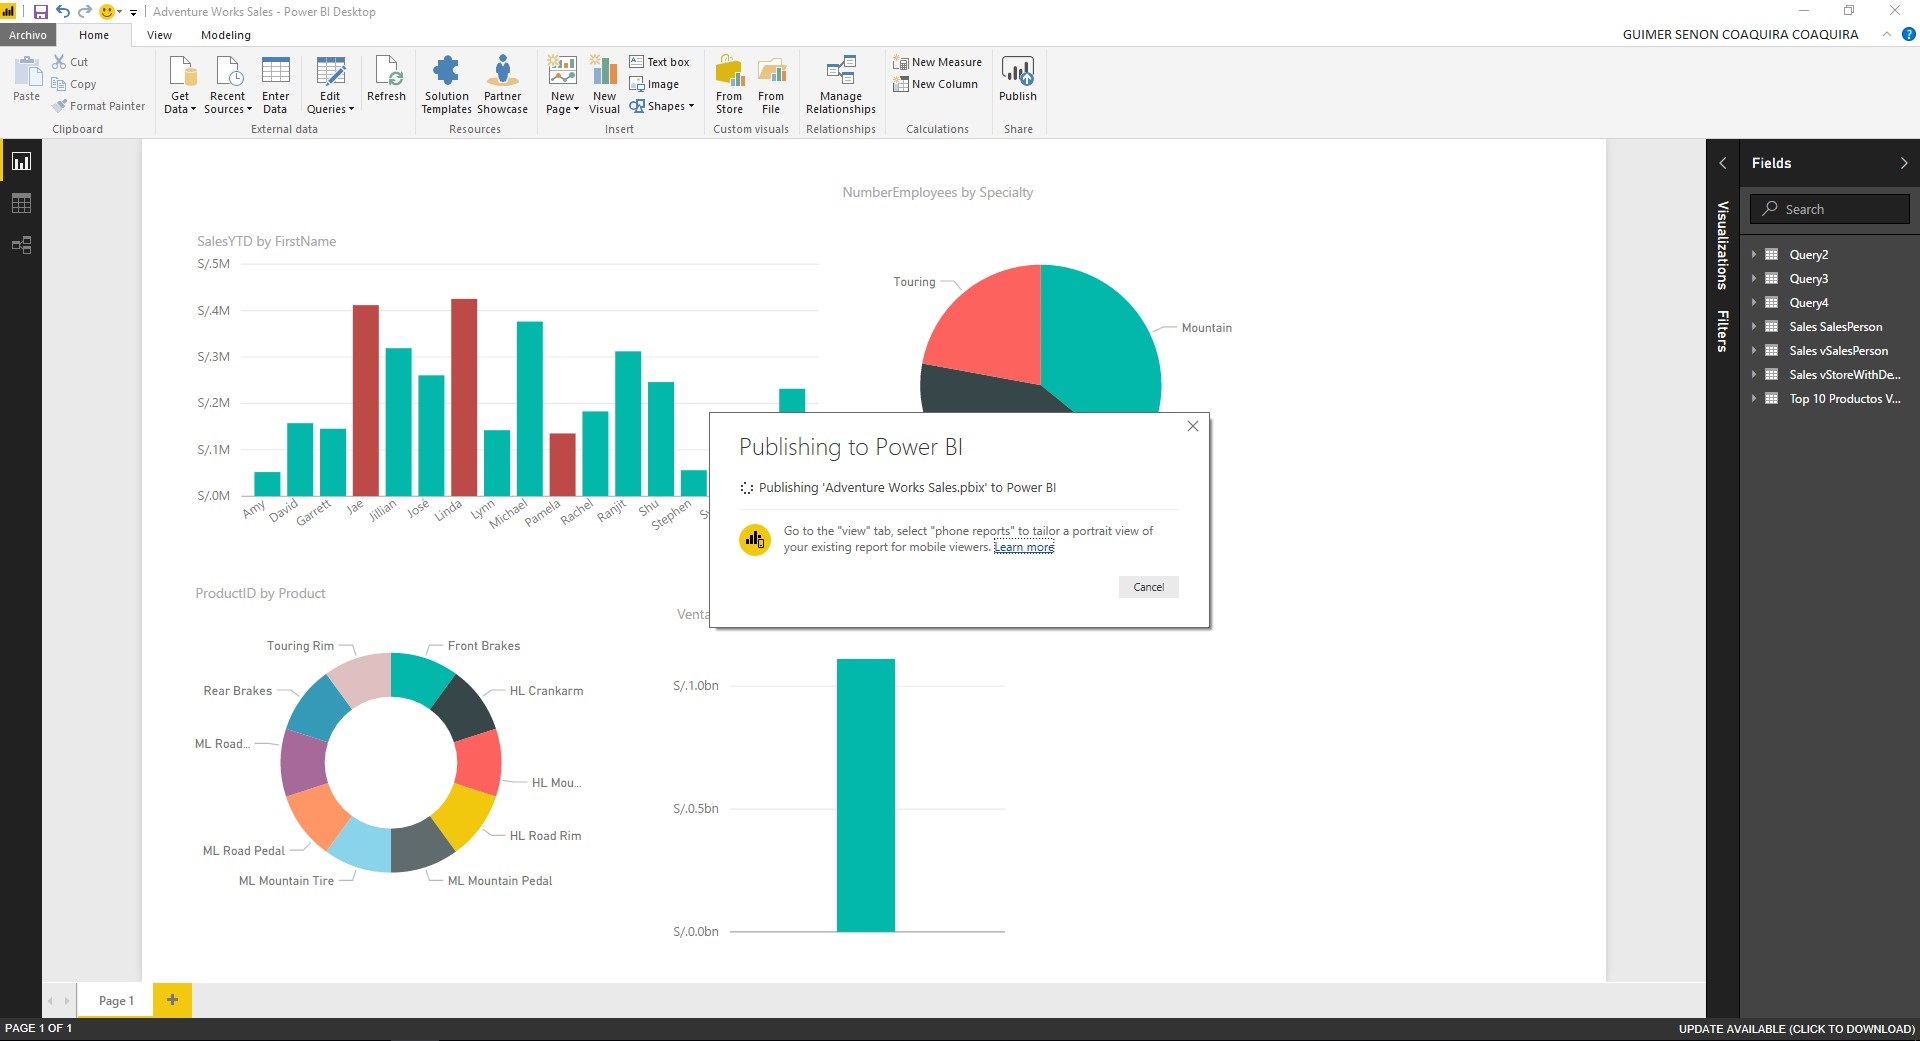 Adventure Works Sales - Power BI Desktop
Archivo
Home
View
Modeling
GUIMER SENON COAQUIRA COAQUIRA
?
Paste
Cut
Copy
Format Painter
Clipboard
Get
Data
Recent
Sources
Enter
Data
Edit
Queries
Refresh
External data
Solution
Templates
Partner
Showcase
Resources
New
Page
New
Visual
Text box
Image
Shapes
Insert
From
Store
From
File
Custom visuals
Manage
Relationships
Relationships
New Measure
New Column
Calculations
Publish
Share
SalesYTD by FirstName
S/.5M
S/.4M
S/.3M
S/.2M
S/.1M
S/.0M
Amy
David
Garrett
Jae
Jillian
José
Linda
Lynn
Michael
Pamela
Rachel
Ranjit
Shu
Stephen
NumberEmployees by Specialty
Touring
Mountain
Publishing to Power BI
Publishing 'Adventure Works Sales.pbix' to Power BI
Go to the "view" tab, select "phone reports" to tailor a portrait view of
your existing report for mobile viewers. Learn more
Cancel
ProductID by Product
Touring Rim
Front Brakes
Rear Brakes
HL Crankarm
ML Road...
HL Mou...
HL Road Rim
ML Road Pedal
ML Mountain Tire
ML Mountain Pedal
Venta
S/.1.0bn
S/.0.5bn
S/.0.0bn
Visualizations
Filters
Fields
Search
Query2
Query3
Query4
Sales SalesPerson
Sales vSalesPerson
Sales vStoreWithDe...
Top 10 Productos V...
Page 1
+
PAGE 1 OF 1
UPDATE AVAILABLE (CLICK TO DOWNLOAD)